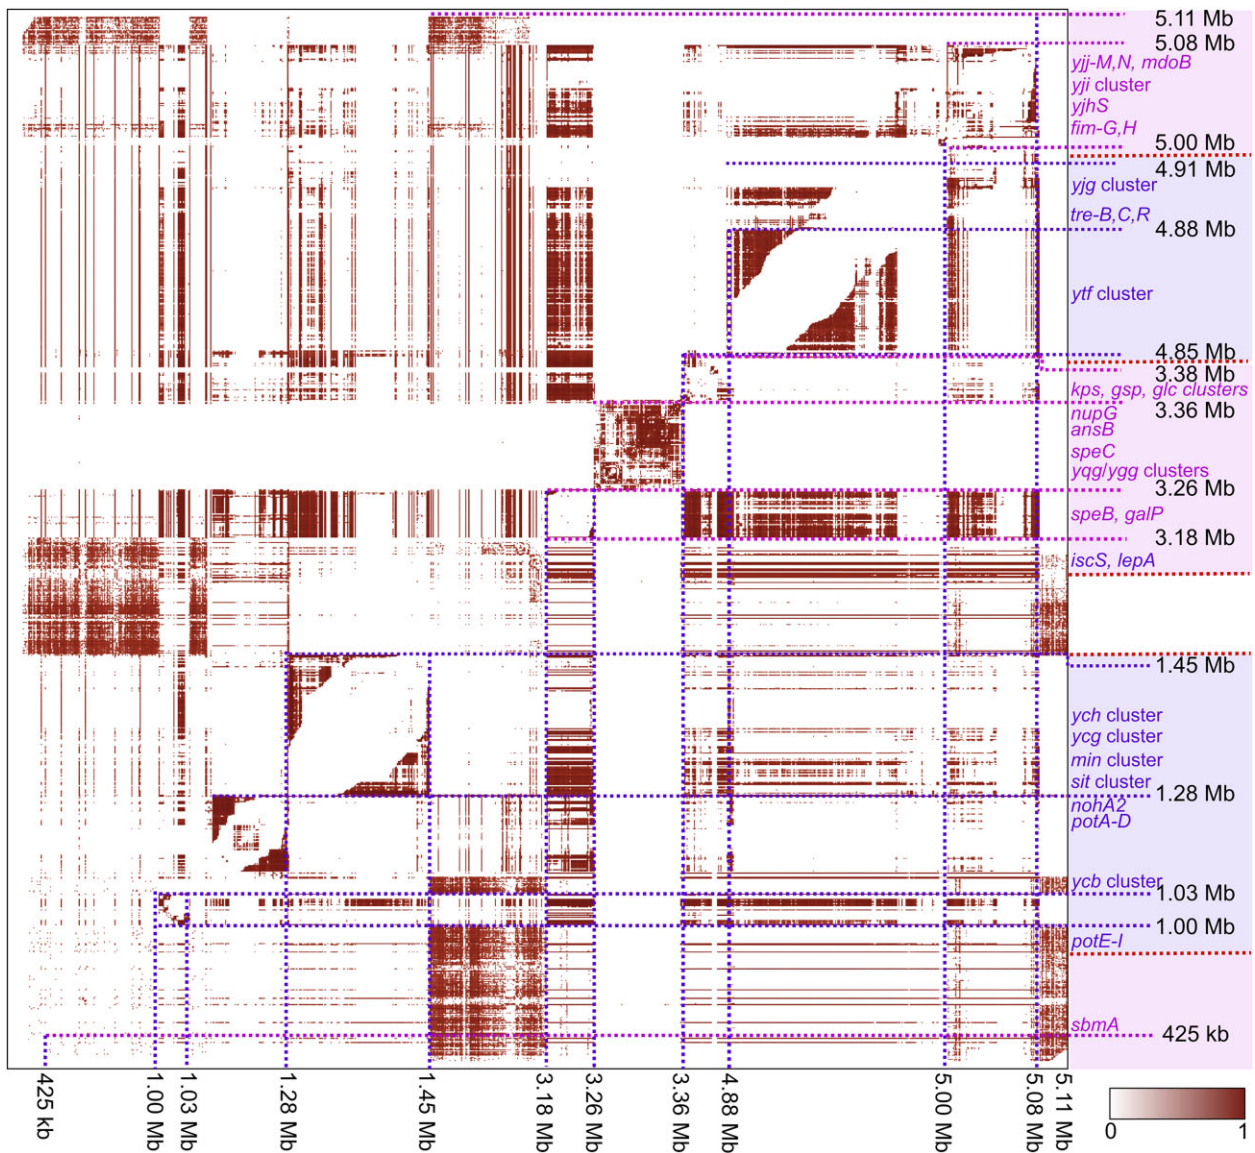 5.11 Mb
5.08 Mb
yjj-M,N, mdoB
yji cluster
yjhS
fim-G,H
5.00 Mb
4.91 Mb
yjg cluster
tre-B,C,R
4.88 Mb
ytf cluster
4.85 Mb
3.38 Mb
kps, gsp, glc clusters
3.36 Mb
nupG
ansB
speC
yqg/ygg clusters
3.26 Mb
speB, galP
3.18 Mb
iscS, lepA
1.45 Mb
ych cluster
ycg cluster
min cluster
sit cluster
1.28 Mb
nohA2
potA-D
ycb cluster
1.03 Mb
1.00 Mb
potE-I
sbmA
425 kb
425 kb
1.00 Mb
1.03 Mb
1.28 Mb
1.45 Mb
3.18 Mb
3.26 Mb
3.36 Mb
4.88 Mb
5.00 Mb
5.08 Mb
5.11 Mb
0
1